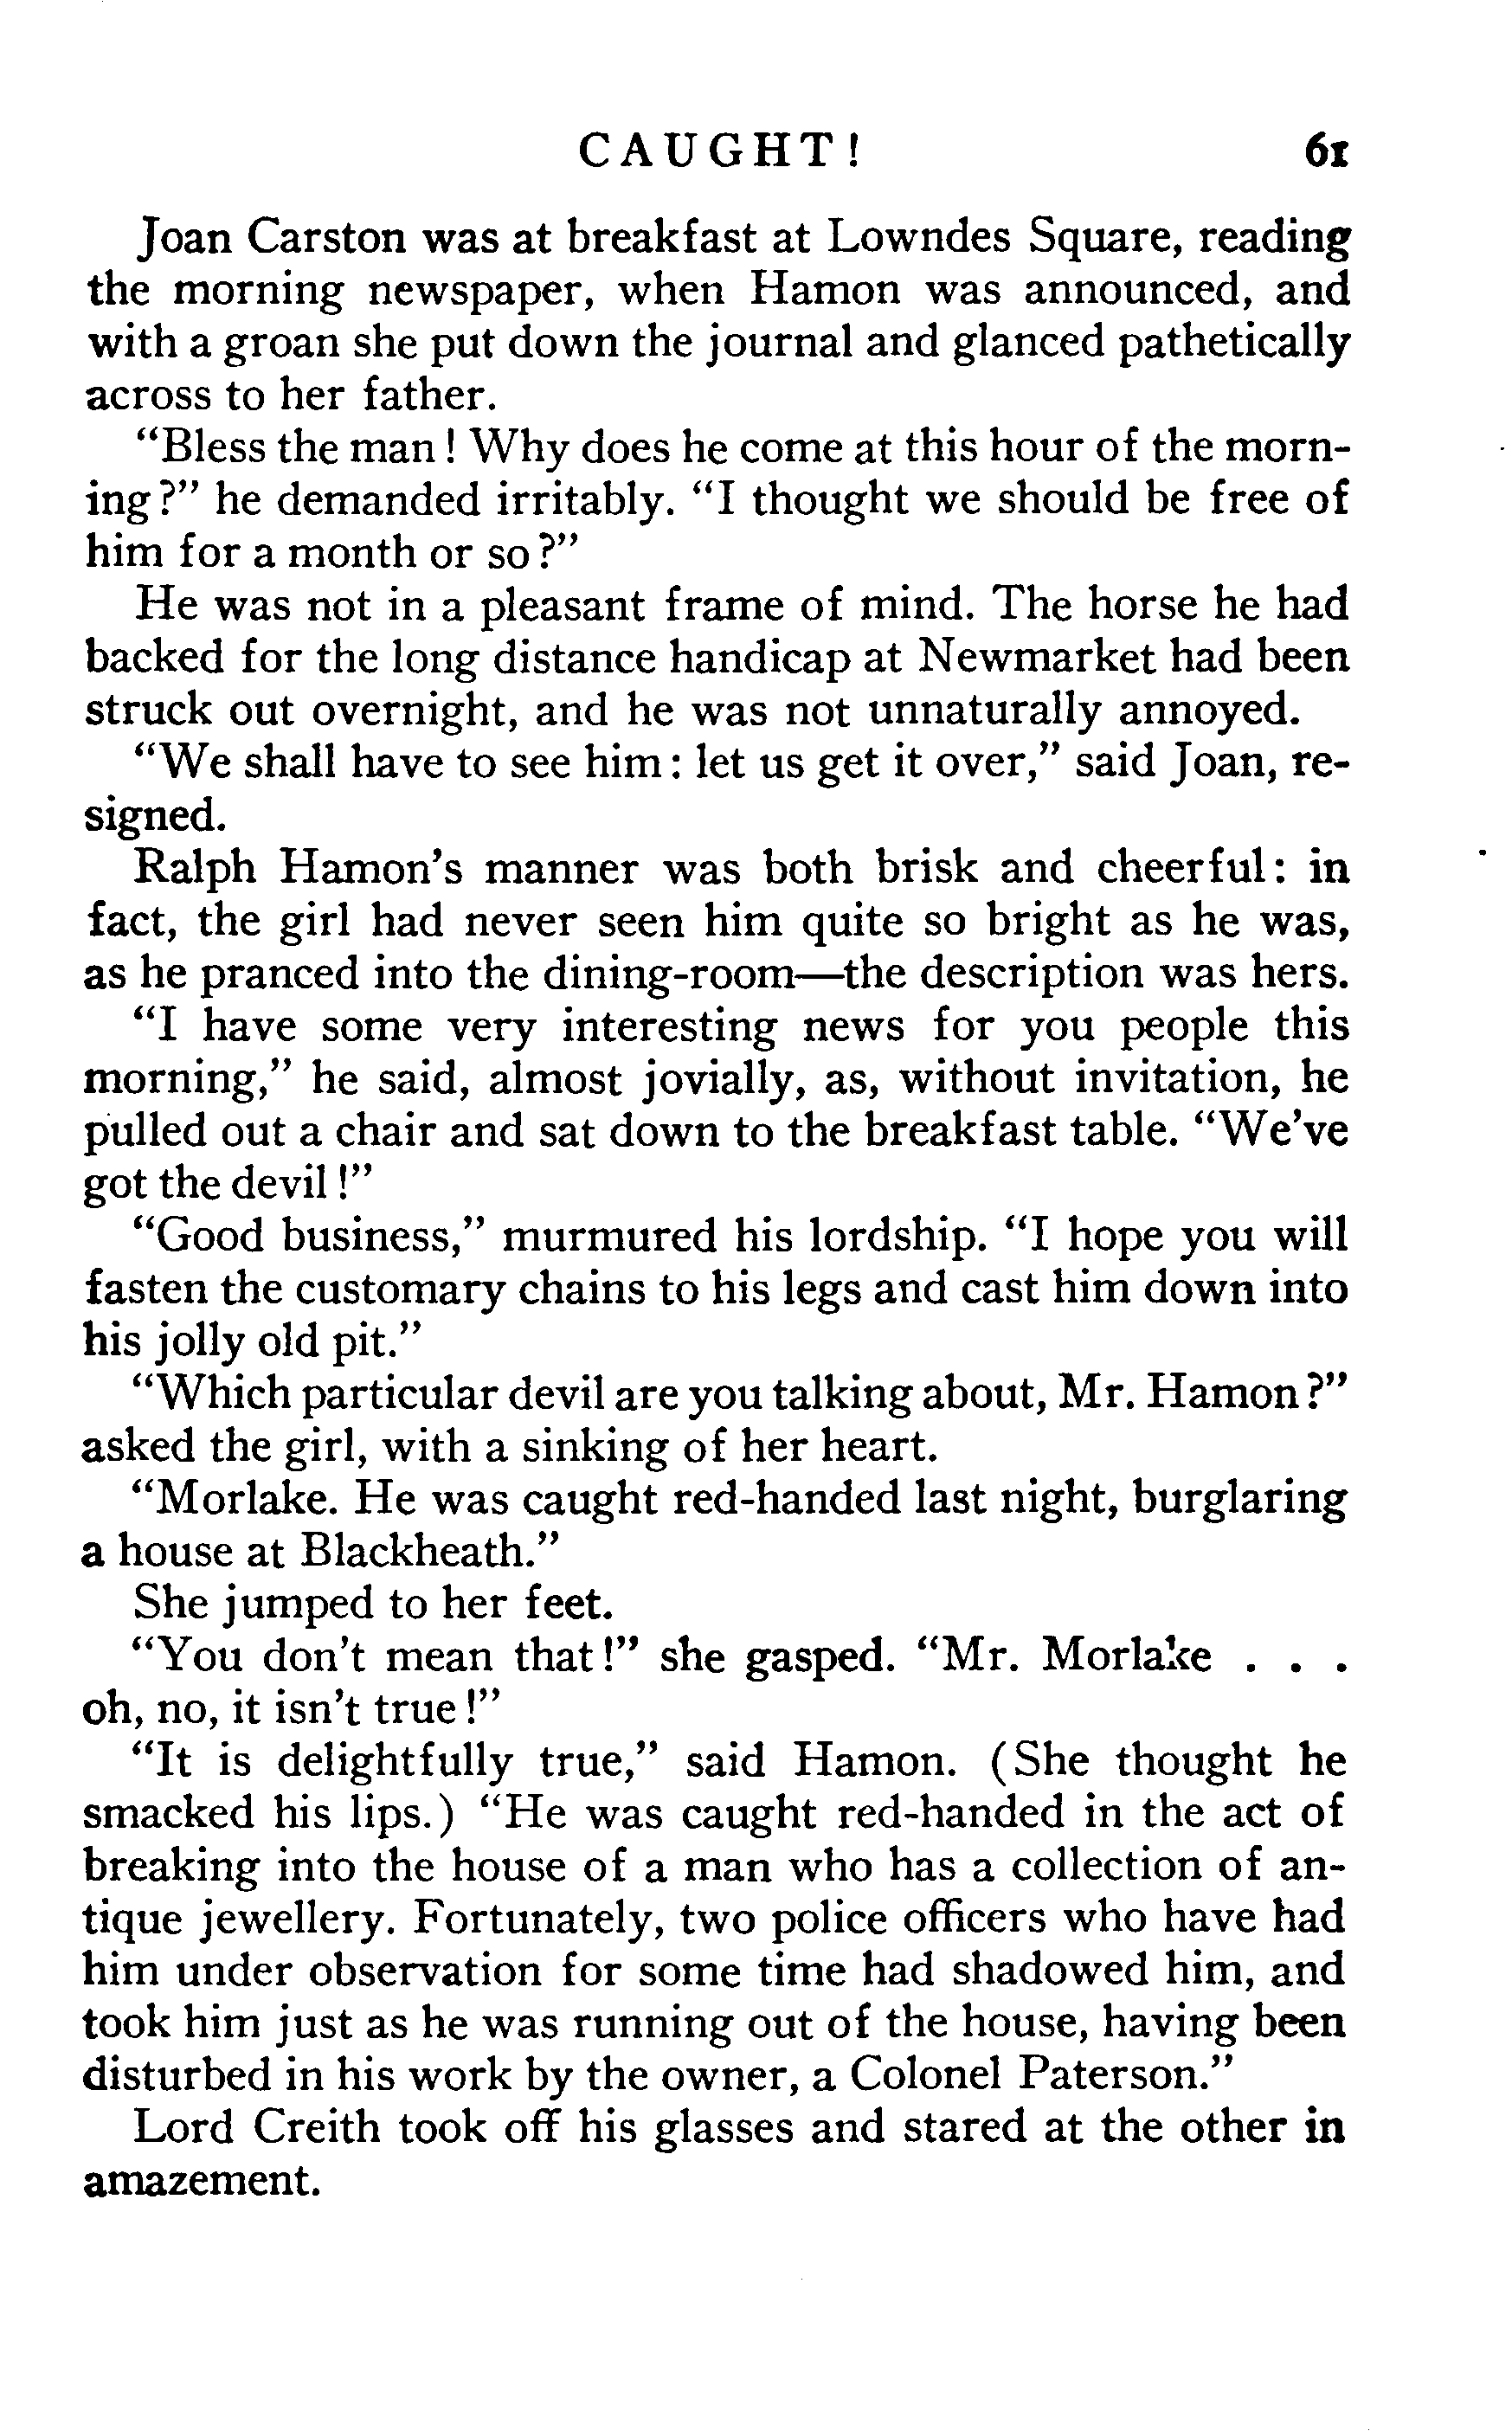 CAUGHT! 61
Joan Carston was at breakfast at Lowndes Square, reading
the morning newspaper, when Hamon was announced, and
with a groan she put down the journal and glanced pathetically
across to her father.
"Bless the man! Why does he come at this hour of the morn-
ing?" he demanded irritably. "I thought we should be free of
him for a month or so?"
He was not in a pleasant frame of mind. The horse he had
backed for the long distance handicap at Newmarket had been
struck out overnight, and he was not unnaturally annoyed.
"We shall have to see him: let us get it over," said Joan, re-
signed.
Ralph Hamon's manner was both brisk and cheerful: in
fact, the girl had never seen him quite so bright as he was,
as he pranced into the dining-room—the description was hers.
"I have some very interesting news for you people this
morning," he said, almost jovially, as, without invitation, he
pulled out a chair and sat down to the breakfast table. "We've
got the devil!"
"Good business," murmured his lordship. "I hope you will
fasten the customary chains to his legs and cast him down into
his jolly old pit."
"Which particular devil are you talking about, Mr. Hamon?"
asked the girl, with a sinking of her heart.
"Morlake. He was caught red-handed last night, burglaring
a house at Blackheath."
She jumped to her feet.
"You don't mean that!" she gasped. "Mr. Morlake . . .
oh, no, it isn't true!"
"It is delightfully true," said Hamon. (She thought he
smacked his lips.) "He was caught red-handed in the act of
breaking into the house of a man who has a collection of an-
tique jewellery. Fortunately, two police officers who have had
him under observation for some time had shadowed him, and
took him just as he was running out of the house, having been
disturbed in his work by the owner, a Colonel Paterson."
Lord Creith took off his glasses and stared at the other in
amazement.